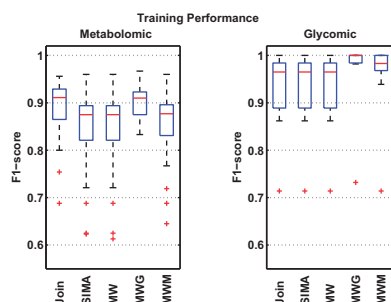 Training Performance
Metabolomic
Glycomic
F1−score
1
0.9
0.8
0.7
0.6
Join
SIMA
MW
MWG
MWM
F1−score
1
0.9
0.8
0.7
0.6
Join
SIMA
MW
MWG
MWM